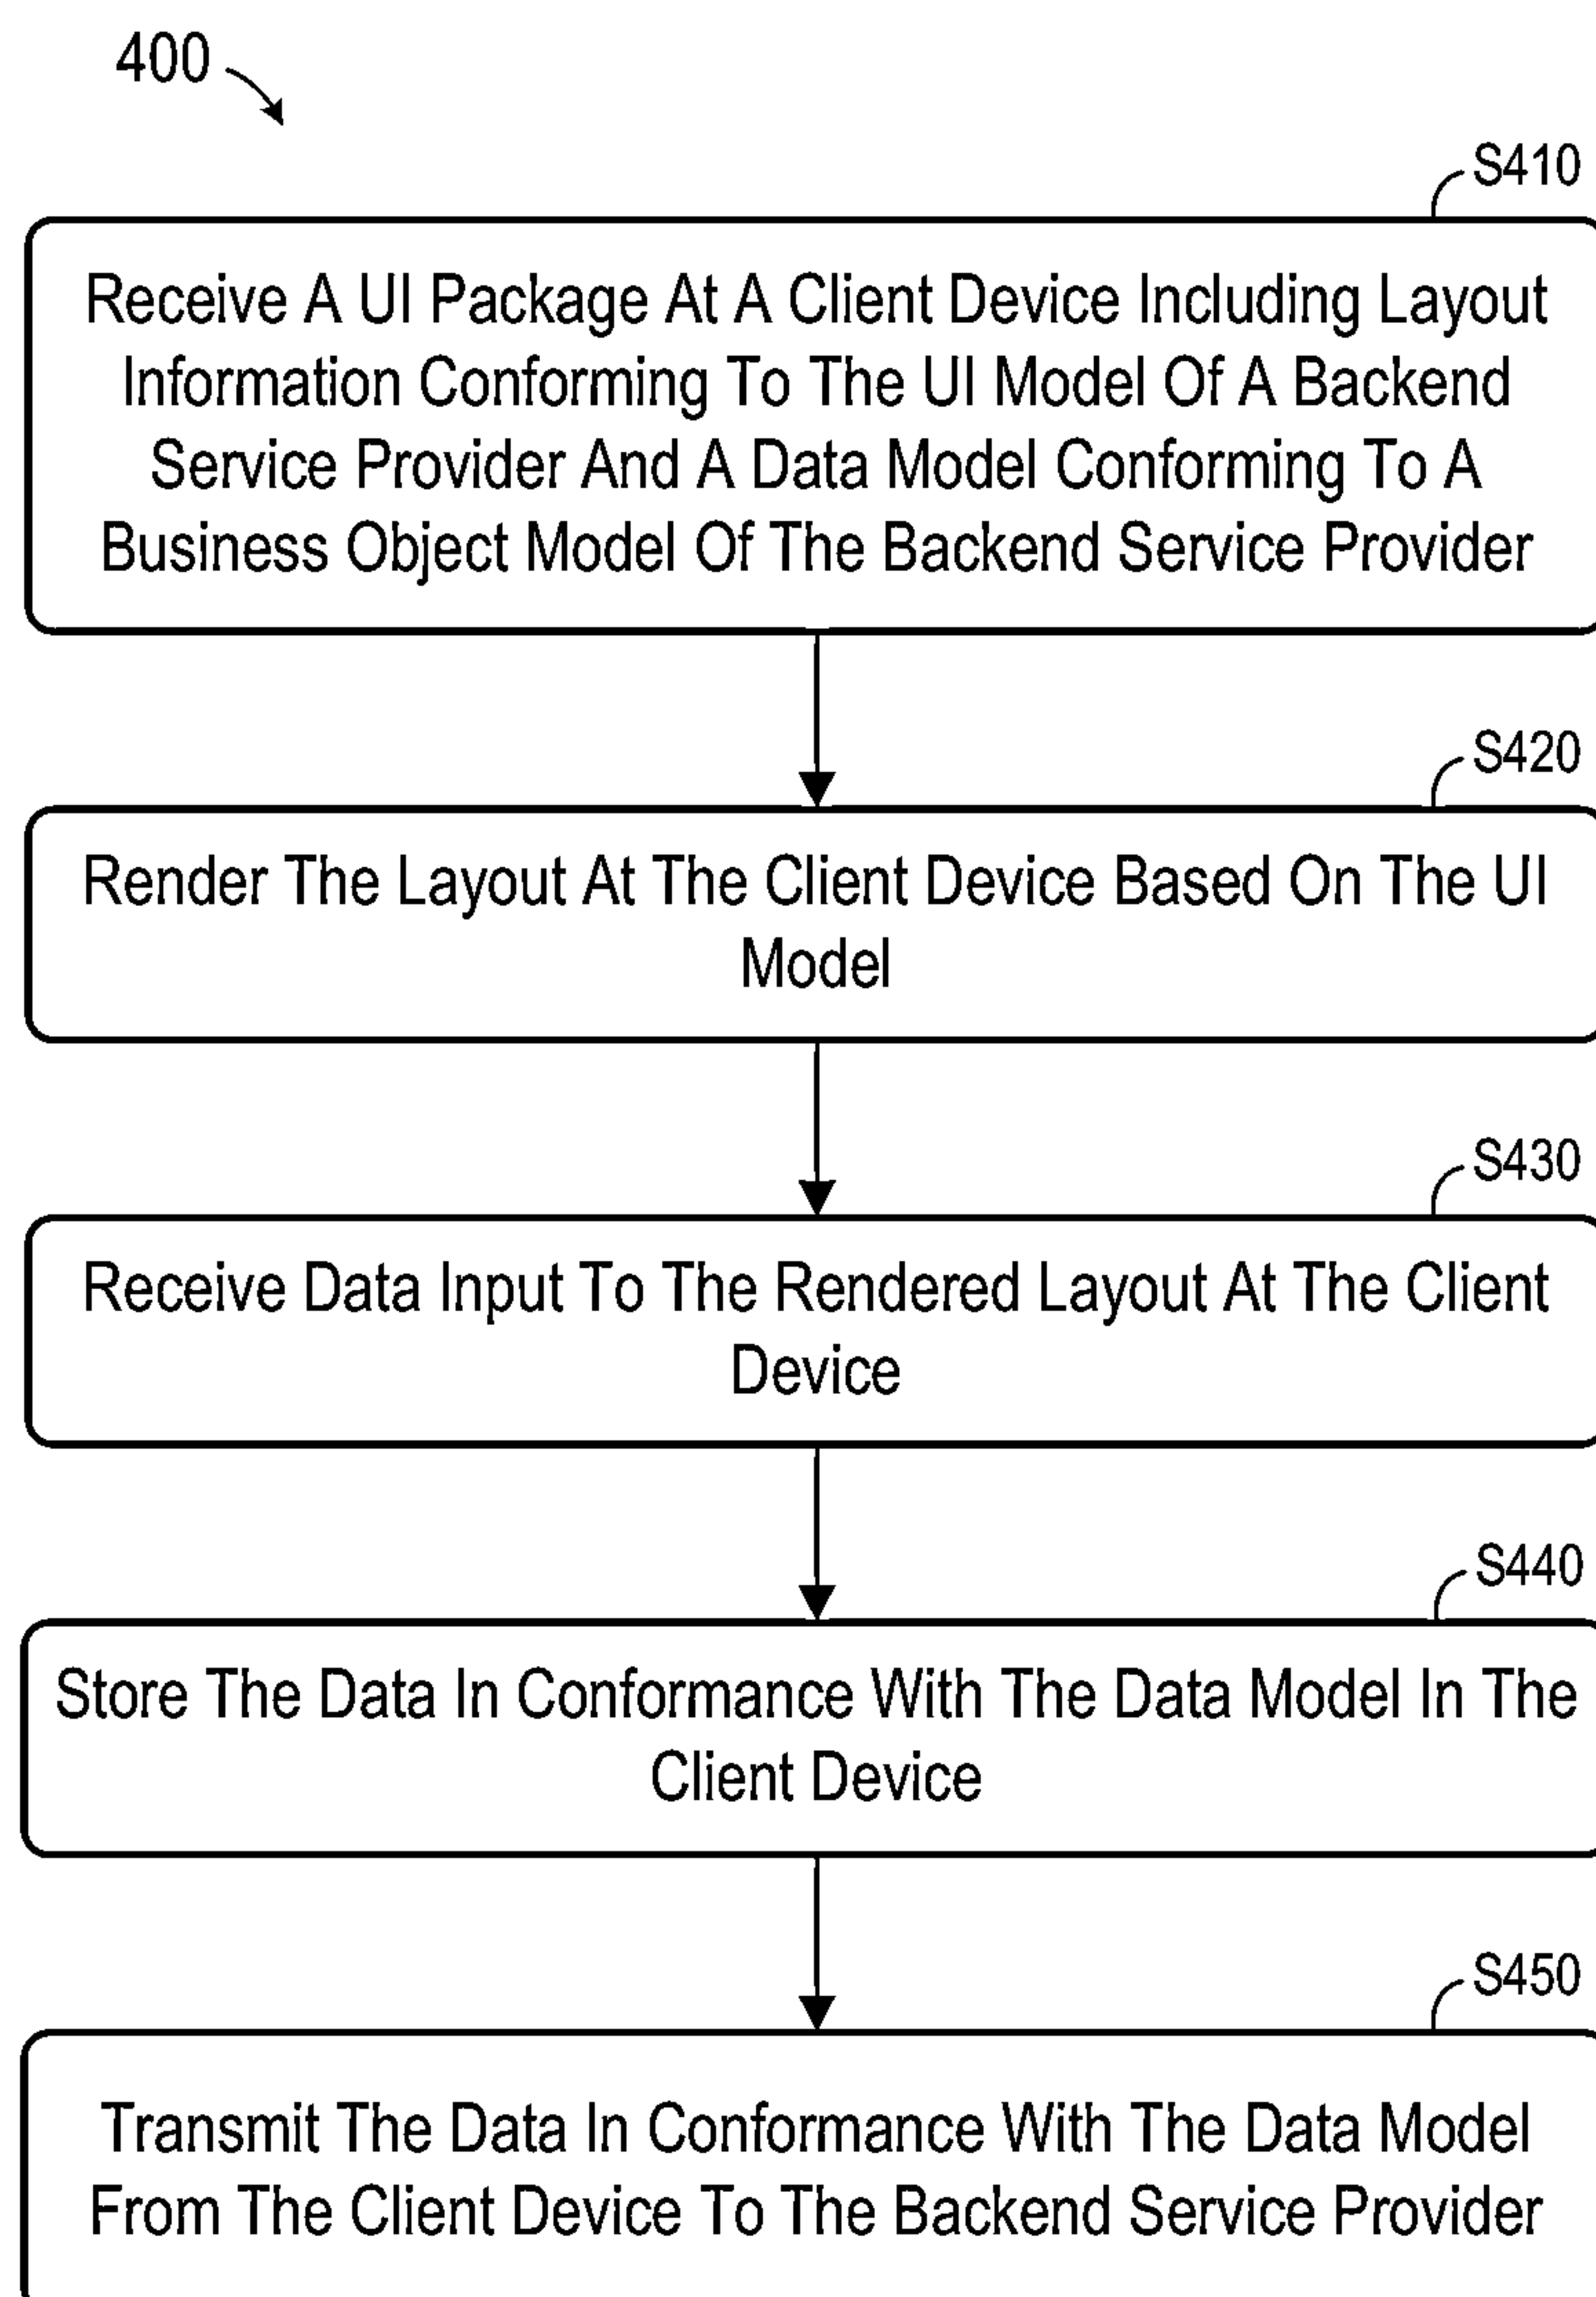 400
S410
Receive A UI Package At A Client Device Including Layout
Information Conforming To The UI Model Of A Backend
Service Provider And A Data Model Conforming To A
Business Object Model Of The Backend Service Provider
S420
Render The Layout At The Client Device Based On The UI
Model
S430
Receive Data Input To The Rendered Layout At The Client
Device
S440
Store The Data In Conformance With The Data Model In The
Client Device
S450
Transmit The Data In Conformance With The Data Model
From The Client Device To The Backend Service Provider